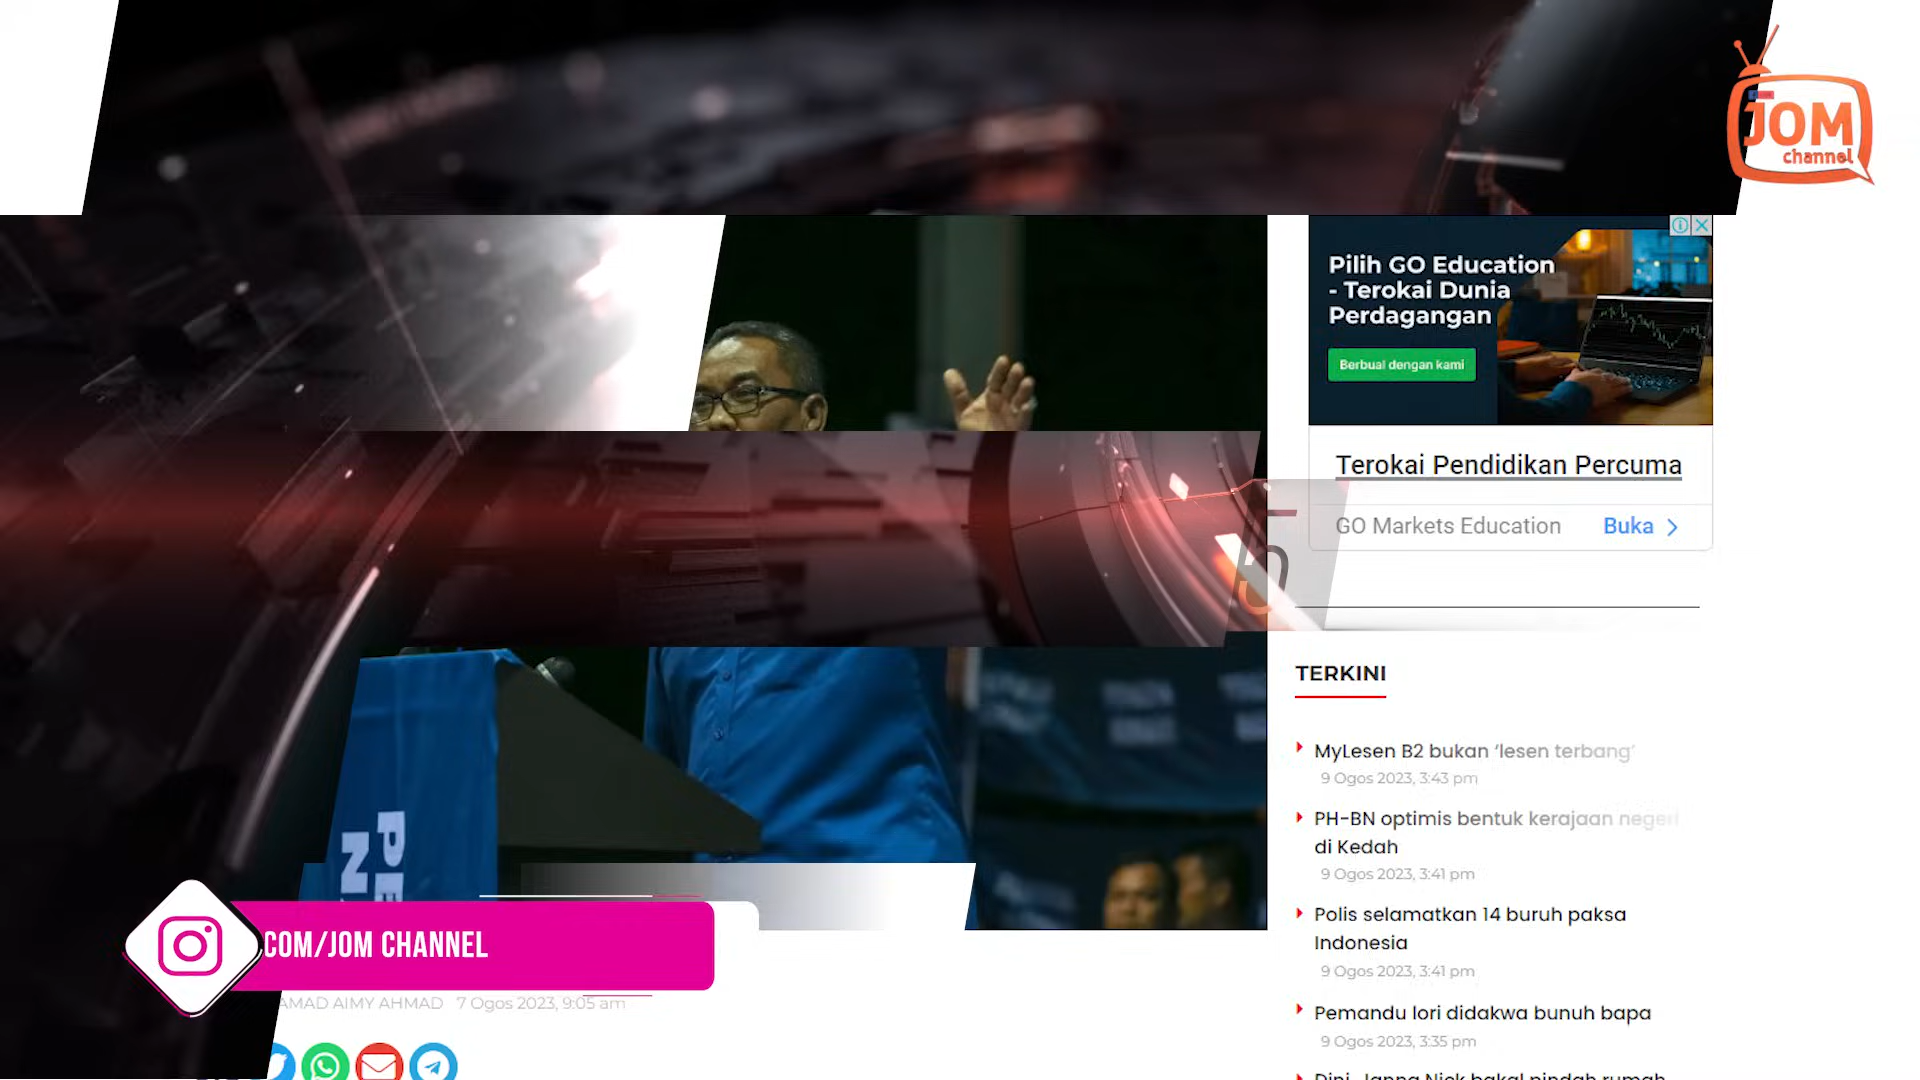 JOM
channel
Pilih GO Education
- Terokai Dunia
Perdagangan
Berbual dengan kami
Terokai Pendidikan Percuma
GO Markets Education
Buka
5
TERKINI
MyLesen B2 bukan ‘lesen terbang’
9 Ogos 2023, 3:43 pm
PH-BN optimis bentuk kerajaan negeri
di Kedah
9 Ogos 2023, 3:41 pm
Polis selamatkan 14 buruh paksa
Indonesia
9 Ogos 2023, 3:41 pm
Pemandu lori didakwa bunuh bapa
9 Ogos 2023, 3:35 pm
PE
N
COM/JOM CHANNEL
AMAD AIMY AHMAD 7 Ogos 2023, 9:05 am